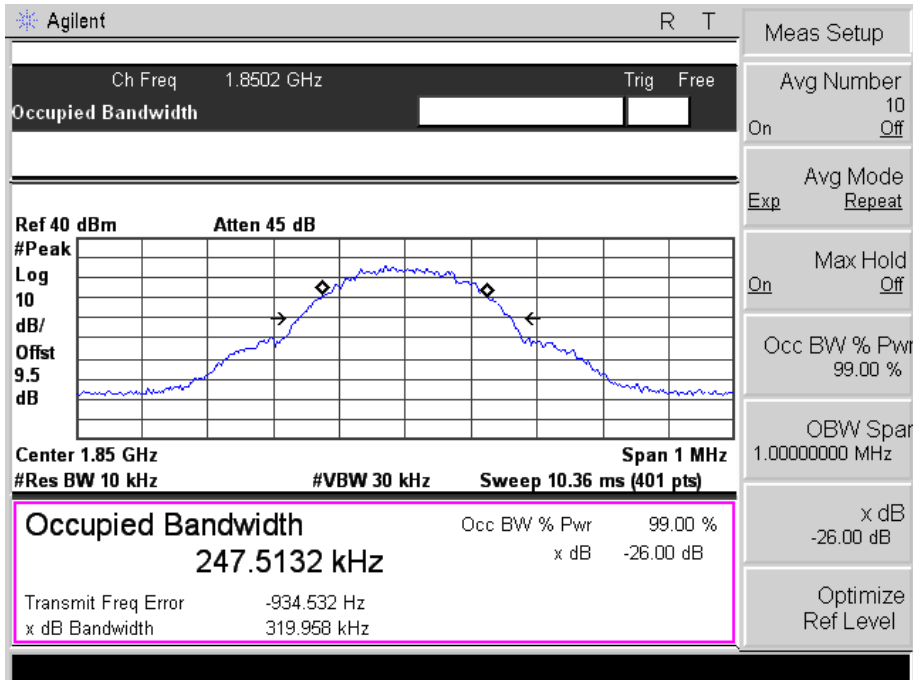 Agilent R T
Ch Freq 1.8502 GHz Trig Free
Occupied Bandwidth
Ref 40 dBm Atten 45 dB
#Peak
Log
10
dB/
Offst
9.5
dB
Center 1.85 GHz Span 1 MHz
#Res BW 10 kHz #VBW 30 kHz Sweep 10.36 ms (401 pts)
Occupied Bandwidth Occ BW % Pwr 99.00 %
247.5132 kHz x dB -26.00 dB
Transmit Freq Error -934.532 Hz
x dB Bandwidth 319.958 kHz
Meas Setup
Avg Number
10
On Off
Avg Mode
Exp Repeat
Max Hold
On Off
Occ BW % Pwr
99.00 %
OBW Span
1.00000000 MHz
x dB
-26.00 dB
Optimize
Ref Level